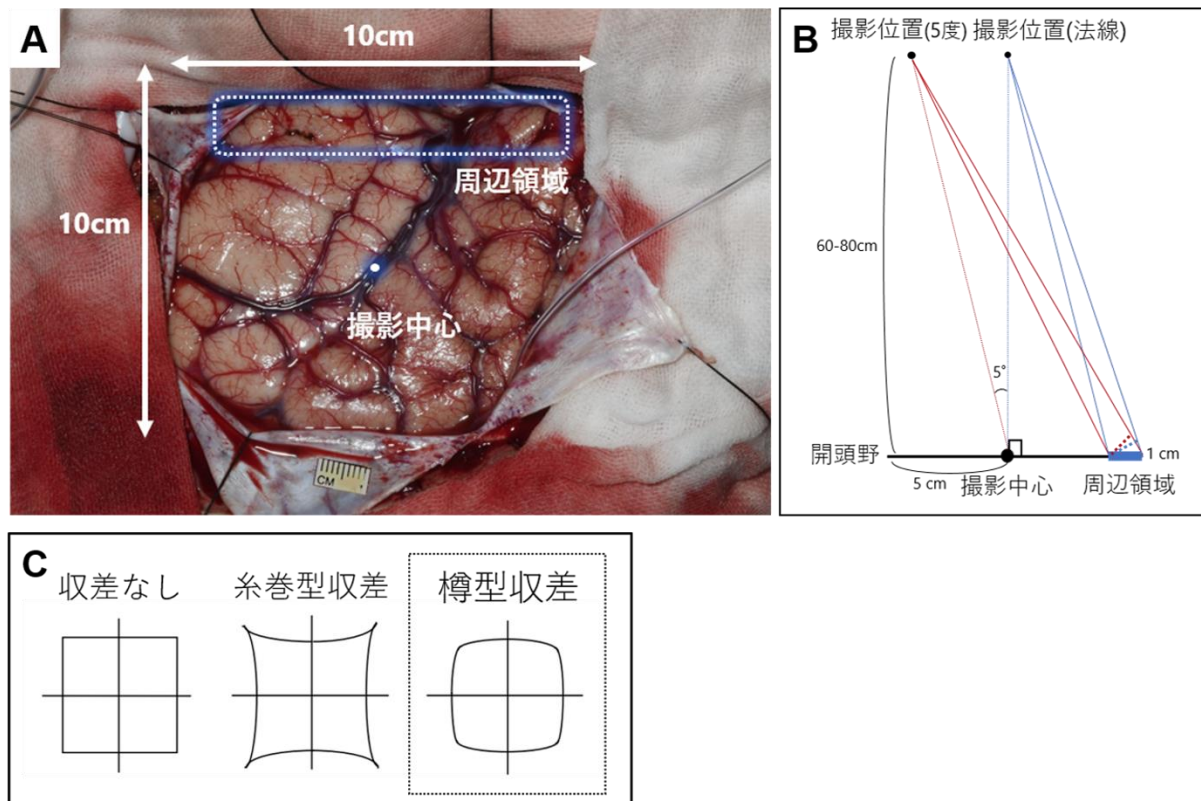 A
10cm
10cm
周辺領域
撮影中心
CM
B
撮影位置(5度) 撮影位置(法線)
60-80cm
5°
開頭野
1 cm
5 cm 撮影中心 周辺領域
C
収差なし 糸巻型収差 樽型収差